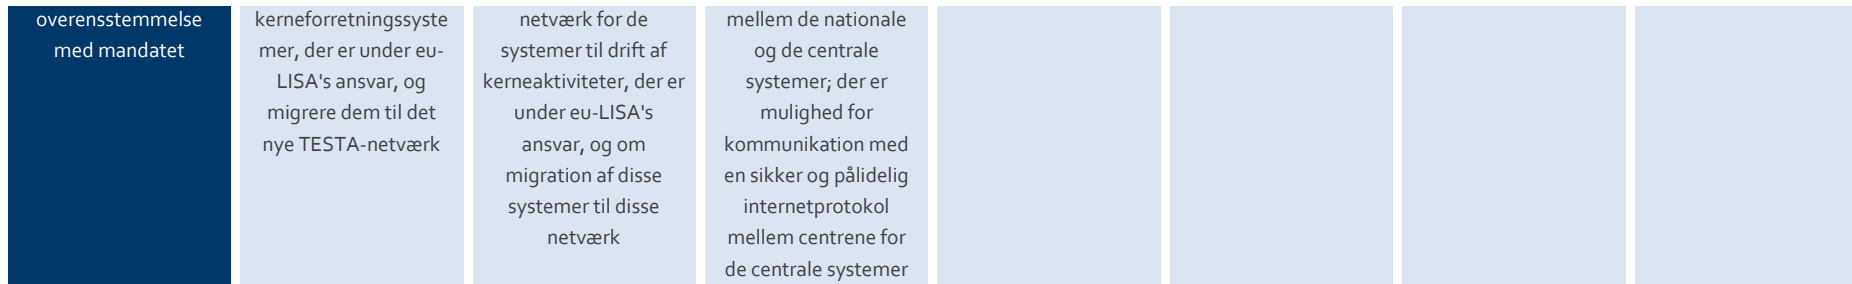 overensstemmelse
med mandatet
kerneforretningssyste
mer, der er under eu-
LISA's ansvar, og
migrere dem til det
nye TESTA-netværk
netværk for de
systemer til drift af
kerneaktiviteter, der er
under eu-LISA's
ansvar, og om
migration af disse
systemer til disse
netværk
mellem de nationale
og de centrale
systemer; der er
mulighed for
kommunikation med
en sikker og pålidelig
internetprotokol
mellem centrene for
de centrale systemer